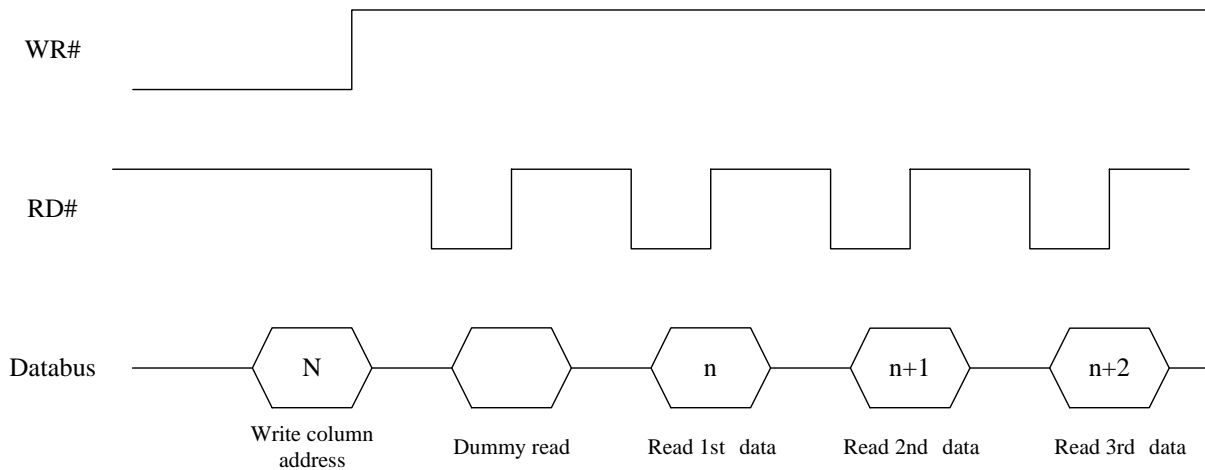 WR#
RD#
Databus
N
n
n+1
n+2
Write column
address
Dummy read
Read 1st data
Read 2nd data
Read 3rd data